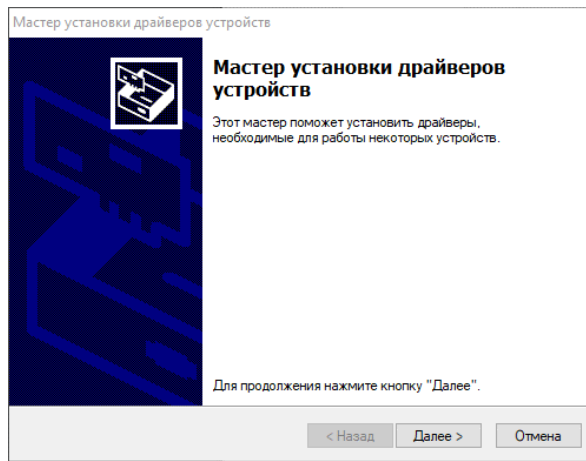 Мастер установки драйверов устройств
Мастер установки драйверов
устройств
Этот мастер поможет установить драйверы,
необходимые для работы некоторых устройств.
Для продолжения нажмите кнопку "Далее".
< Назад
Далее >
Отмена